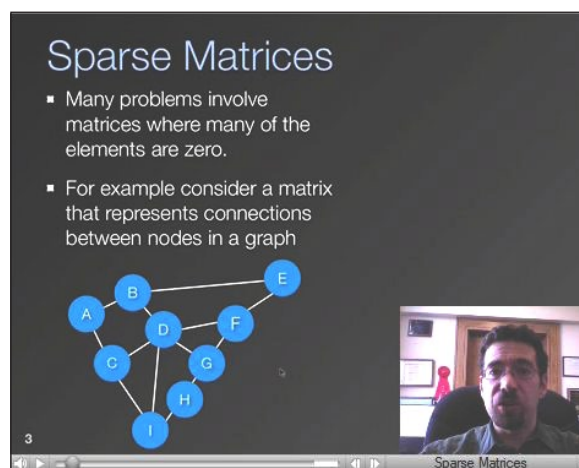 Sparse Matrices
Many problems involve
matrices where many of the
elements are zero.
For example consider a matrix
that represents connections
between nodes in a graph
E
B
A
D
F
C
G
H
I
3
Sparse Matrices